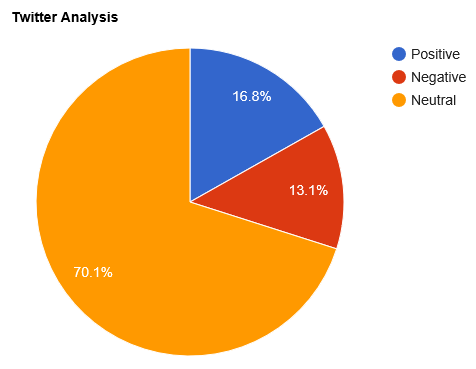 Twitter Analysis
Positive
Negative
Neutral
16.8%
13.1%
70.1%